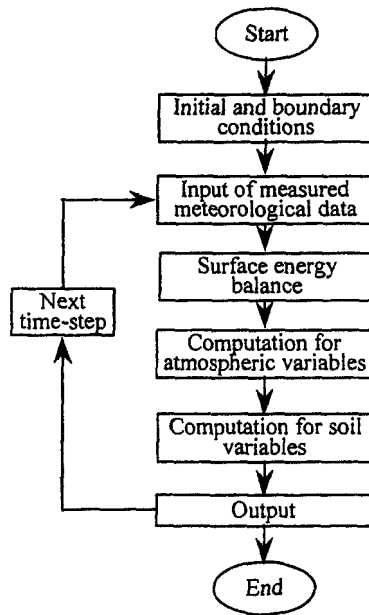 Start
Initial and boundary
conditions
Input of measured
meteorological data
Surface energy
balance
Next
time-step
Computation for
atmospheric variables
Computation for soil
variables
Output
End